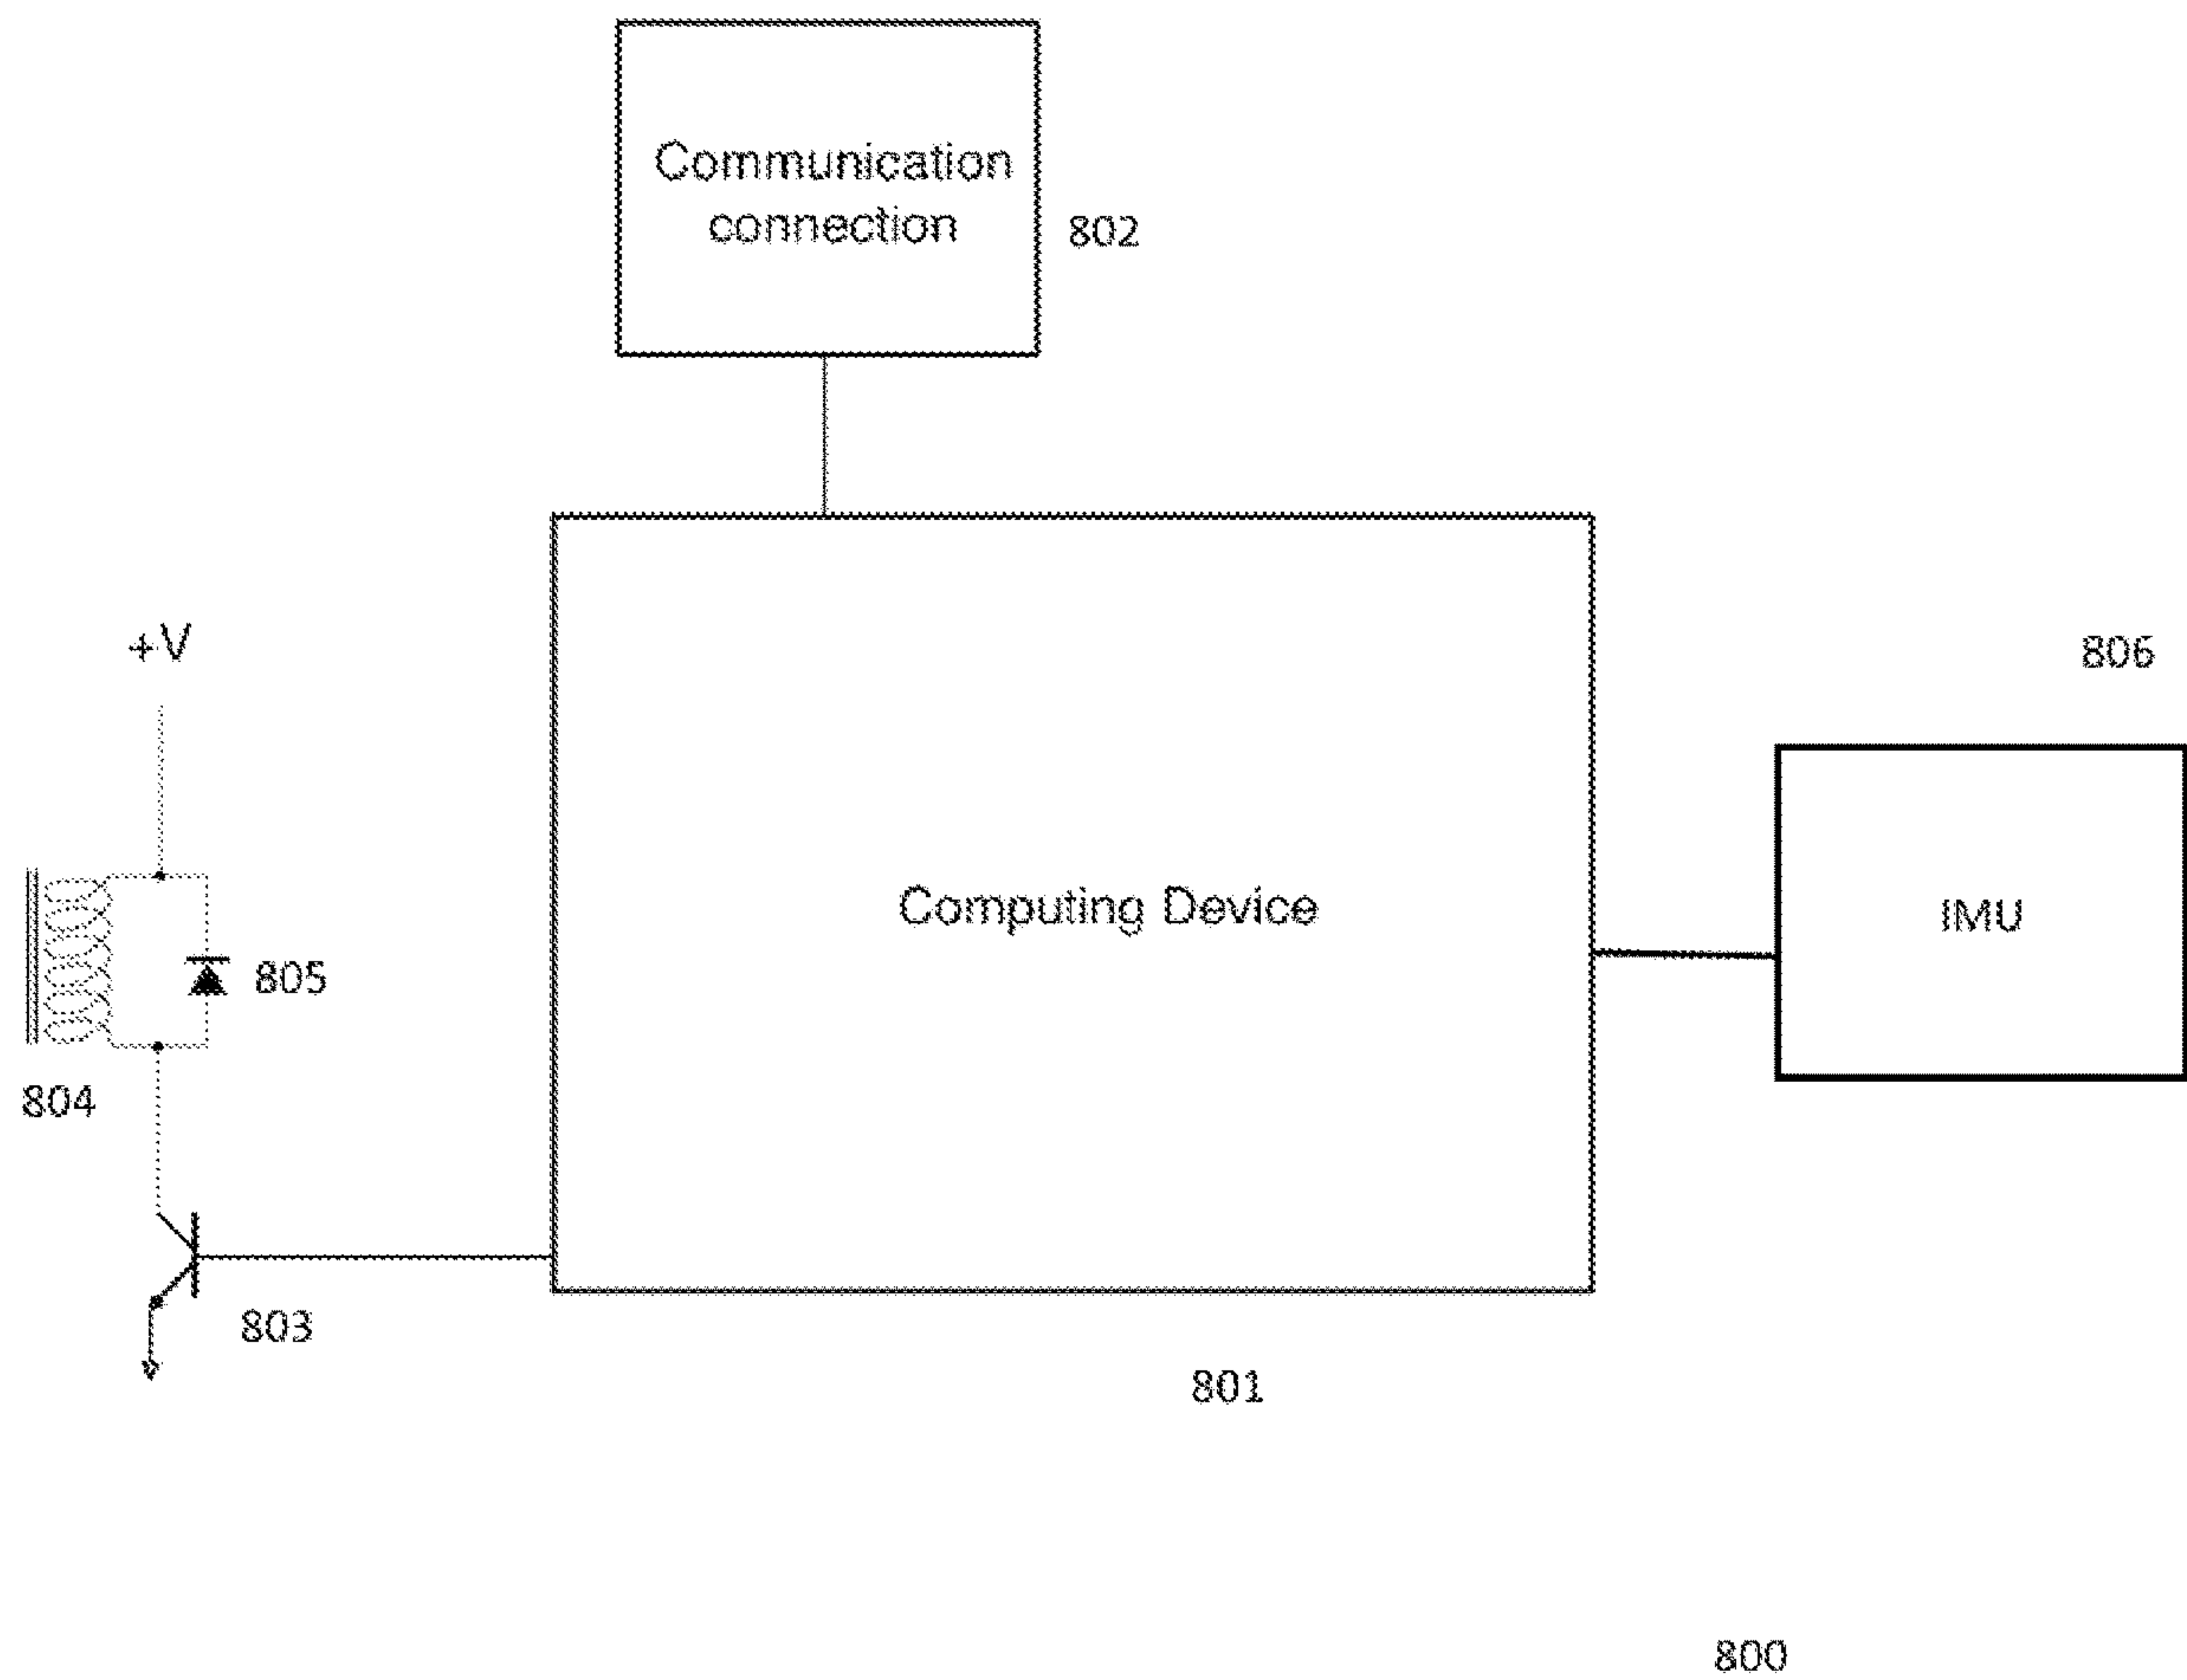 Communication
connection
802
+V
806
Computing Device
IMU
805
804
803
801
800